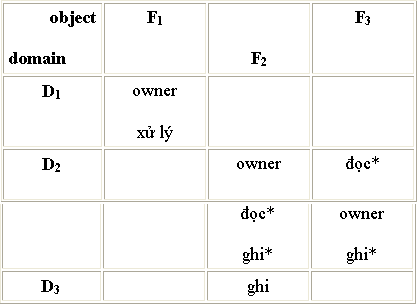 object F₁ F₃
domain F₂
D₁ owner
xử lý
D₂ owner đọc*
đọc* owner
ghi* ghi*
D₃ ghi